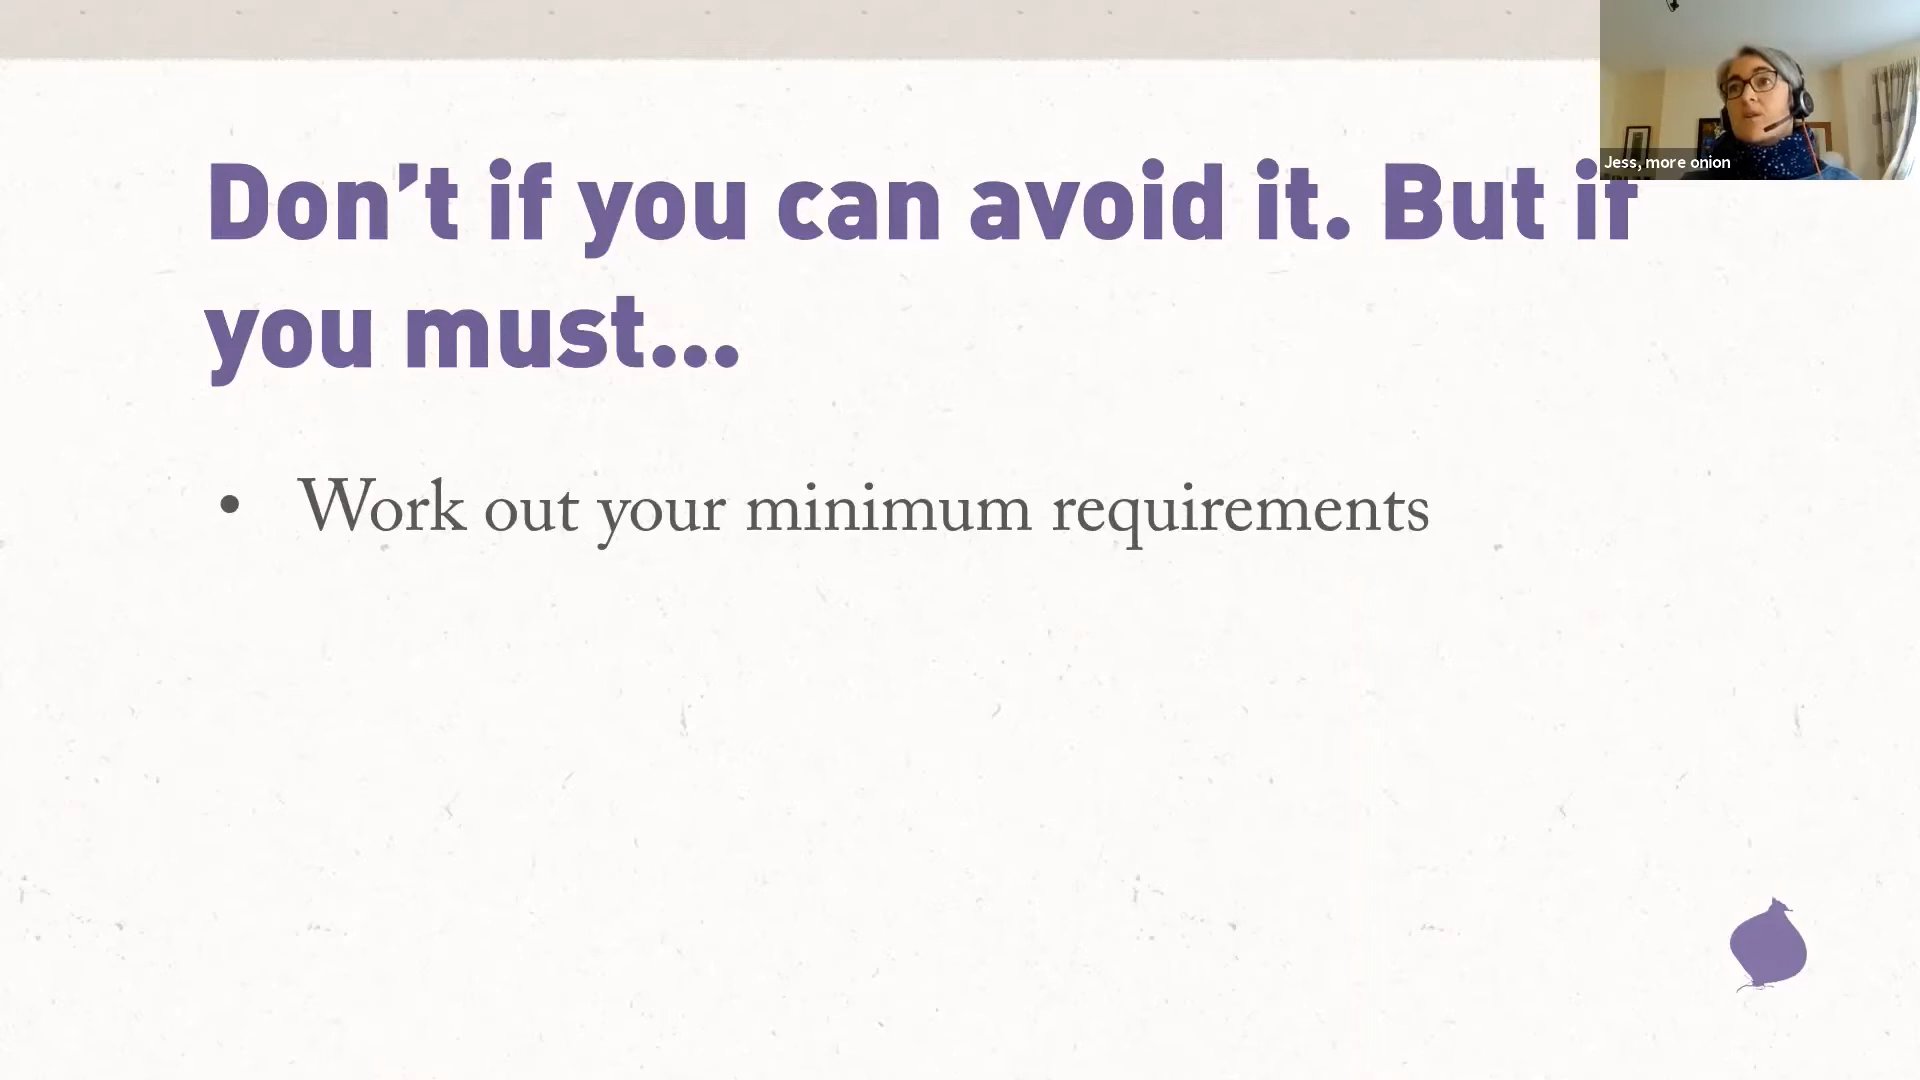 Don’t if you can avoid it. But if
you must...
• Work out your minimum requirements
Jess, more onion